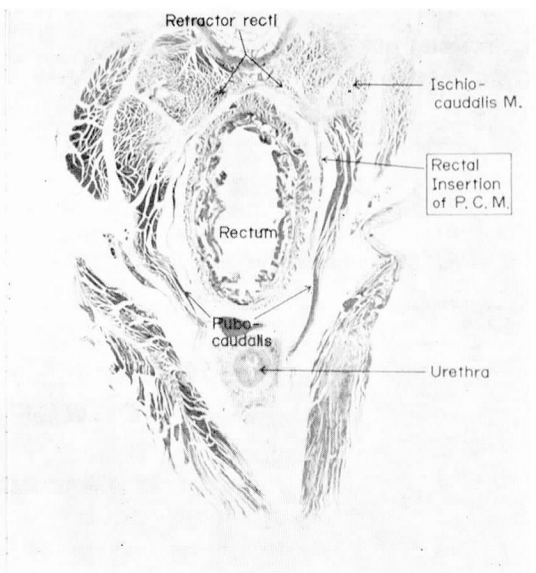 Retractor recti
Ischio-
caudalis M.
Rectal
Insertion
of P. C. M.
Rectum
Pubo-
caudalis
Urethra